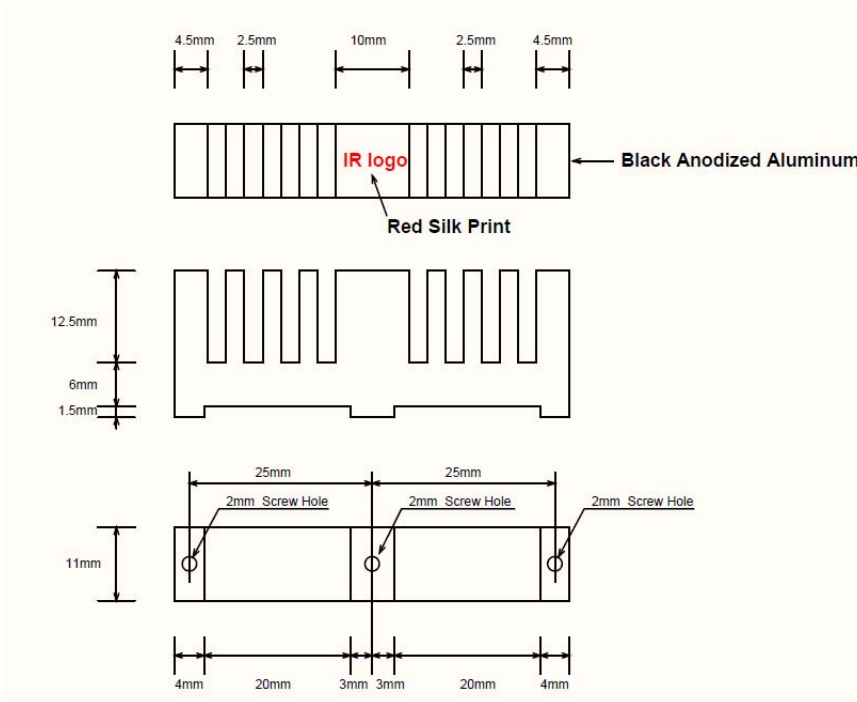 4.5mm 2.5mm 10mm 2.5mm 4.5mm
IR logo
Black Anodized Aluminum
Red Silk Print
12.5mm
6mm
1.5mm
25mm 25mm
2mm Screw Hole 2mm Screw Hole 2mm Screw Hole
11mm
4mm 20mm 3mm 3mm 20mm 4mm